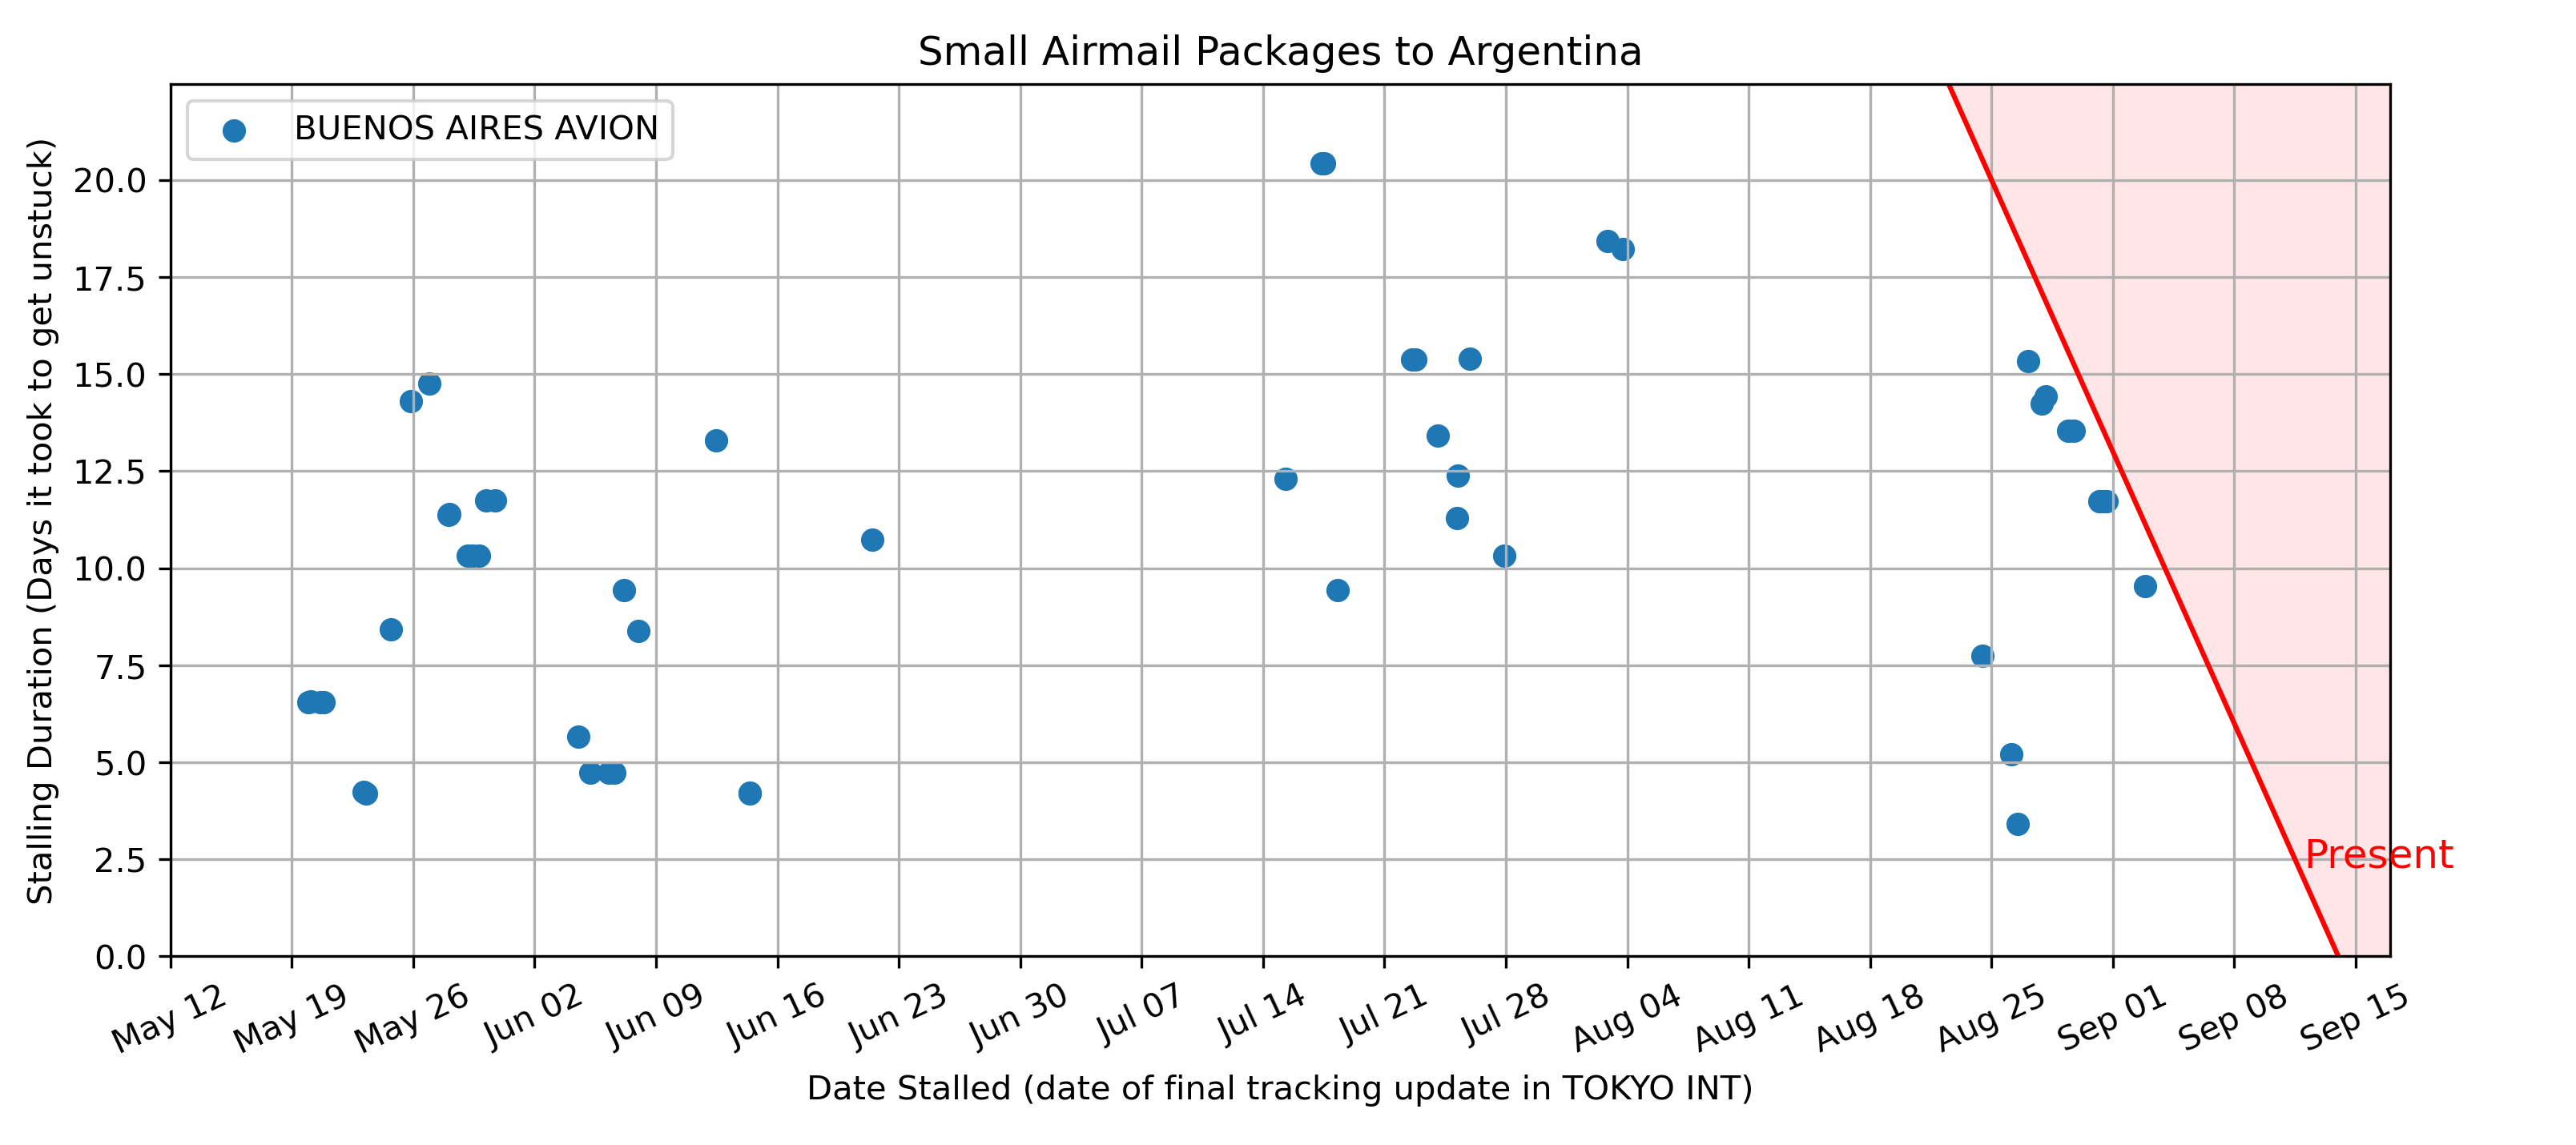 Small Airmail Packages to Argentina
BUENOS AIRES AVION
Stalling Duration (Days it took to get unstuck)
20.0
17.5
15.0
12.5
10.0
7.5
5.0
2.5
0.0
Present
May 12
May 19
May 26
Jun 02
Jun 09
Jun 16
Jun 23
Jun 30
Jul 07
Jul 14
Jul 21
Jul 28
Aug 04
Aug 11
Aug 18
Aug 25
Sep 01
Sep 08
Sep 15
Date Stalled (date of final tracking update in TOKYO INT)